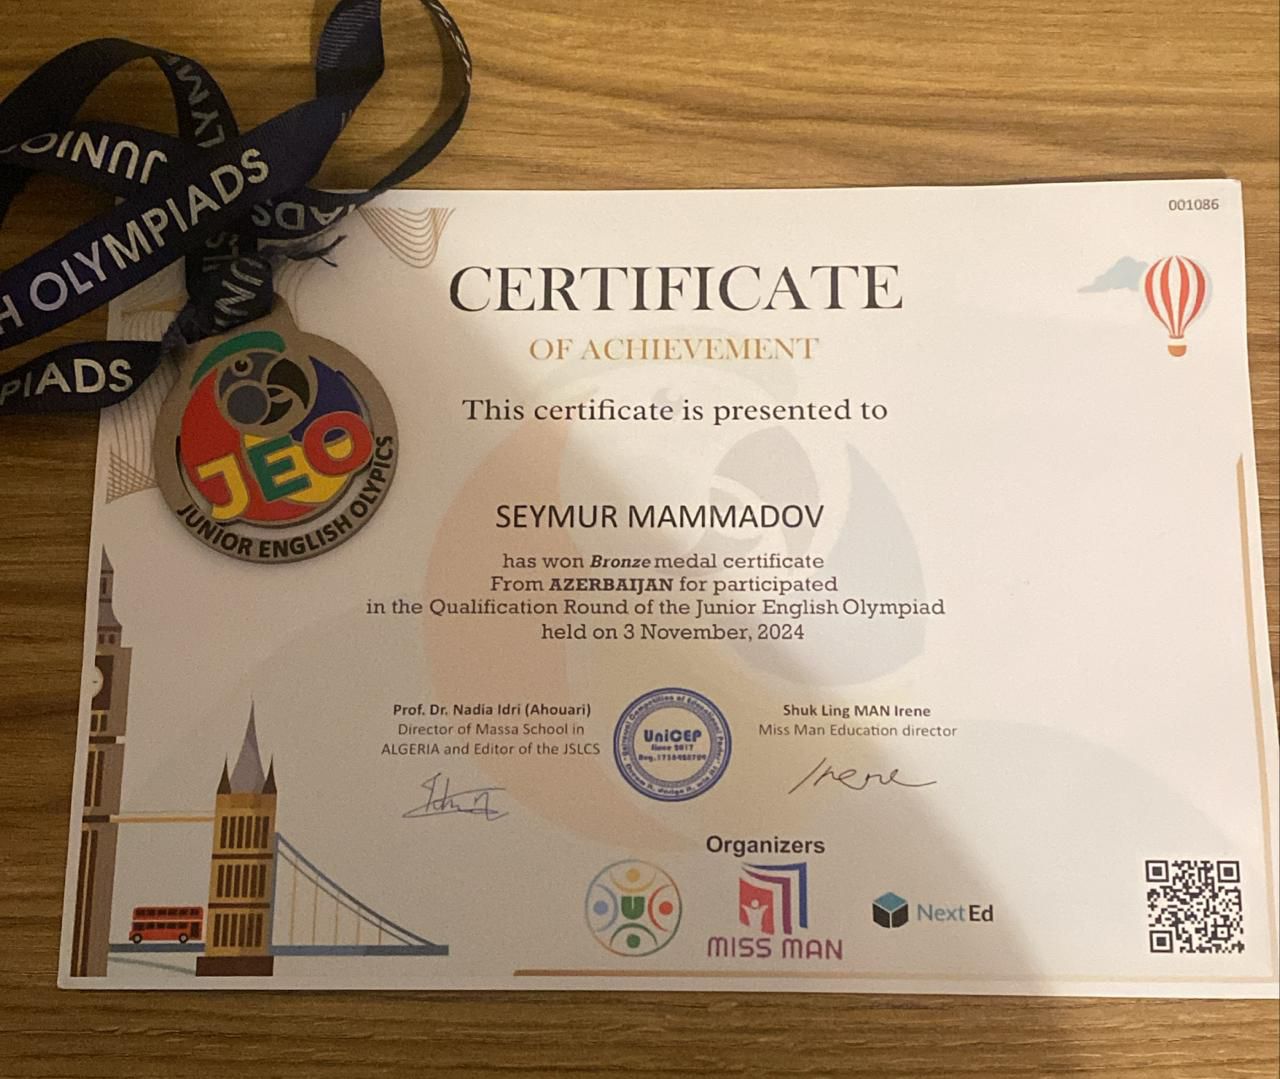 JUNIO
LYMP
OLYMPIADS
H OLYMPIADS
PIADS
JEO
JUNIOR ENGLISH OLYPICS
001086
CERTIFICATE
OF ACHIEVEMENT
This certificate is presented to
SEYMUR MAMMADOV
has won Bronze medal certificate
From AZERBAIJAN for participated
in the Qualification Round of the Junior English Olympiad
held on 3 November, 2024
Prof. Dr. Nadia Idri (Ahouari)
Director of Massa School in
ALGERIA and Editor of the JSLCS
UniCEP
Since 2017
Shuk Ling MAN Irene
Miss Man Education director
Irene
Organizers
U
MISS MAN
NextEd